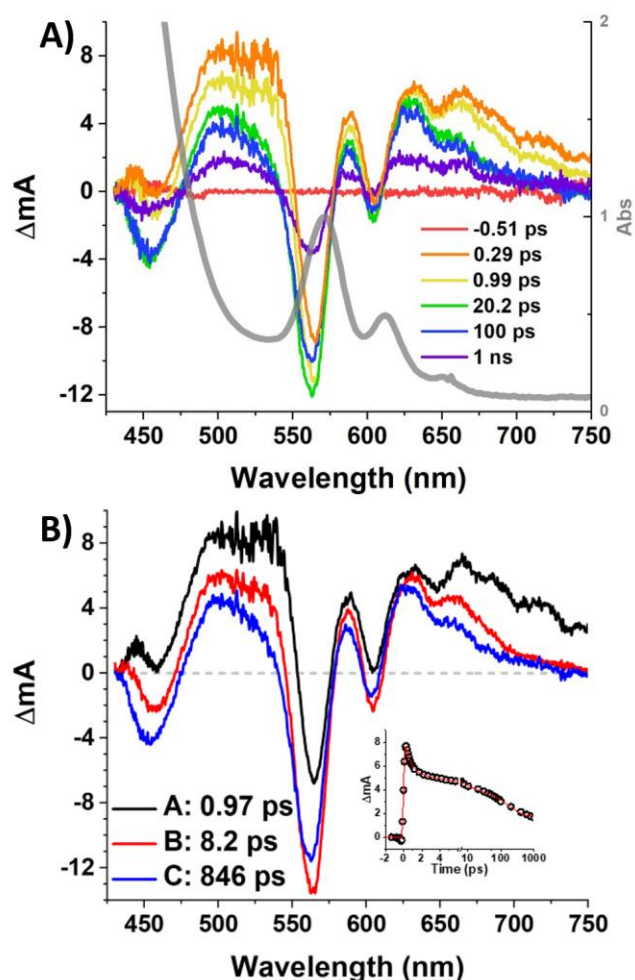 A)
8
4
0
-4
-8
-12
ΔmA
2
1
0
Abs
-0.51 ps
0.29 ps
0.99 ps
20.2 ps
100 ps
1 ns
450 500 550 600 650 700 750
Wavelength (nm)
B)
8
4
0
-4
-8
-12
ΔmA
A: 0.97 ps
B: 8.2 ps
C: 846 ps
8
6
4
2
0
ΔmA
-2 0 2 4 6 10 100 1000
Time (ps)
450 500 550 600 650 700 750
Wavelength (nm)